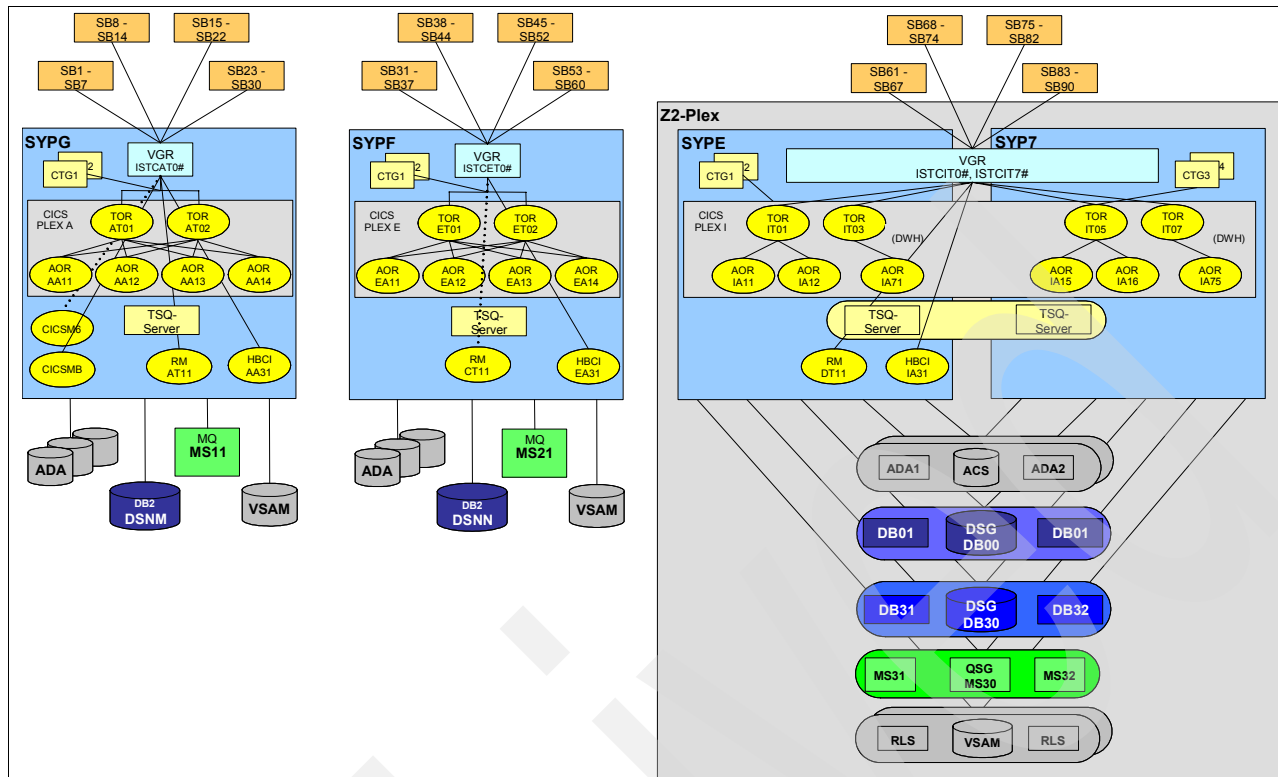 SB8 -
SB14
SB15 -
SB22
SB1 -
SB7
SB23 -
SB30
SYPG
VGR
ISTCAT0#
2
CTG1
CICS
PLEX A
TOR
AT01
TOR
AT02
AOR
AA11
AOR
AA12
AOR
AA13
AOR
AA14
CICSM6
TSQ-
Server
CICSMB
RM
AT11
HBCI
AA31
ADA
MQ
MS11
DB2
DSNM
VSAM
SB38 -
SB44
SB45 -
SB52
SB31 -
SB37
SB53 -
SB60
SYPF
VGR
ISTCET0#
2
CTG1
CICS
PLEX E
TOR
ET01
TOR
ET02
AOR
EA11
AOR
EA12
AOR
EA13
AOR
EA14
TSQ-
Server
RM
CT11
HBCI
EA31
ADA
MQ
MS21
DB2
DSNN
VSAM
SB68 -
SB74
SB75 -
SB82
SB61 -
SB67
SB83 -
SB90
Z2-Plex
SYPE
SYP7
VGR
ISTCIT0#, ISTCIT7#
2
CTG1
4
CTG3
CICS
PLEX I
TOR
IT01
TOR
IT03
(DWH)
TOR
IT05
TOR
IT07
(DWH)
AOR
IA11
AOR
IA12
AOR
IA71
AOR
IA15
AOR
IA16
AOR
IA75
TSQ-
Server
TSQ-
Server
RM
DT11
HBCI
IA31
ADA1
ACS
ADA2
DB01
DSG
DB00
DB01
DB31
DSG
DB30
DB32
MS31
QSG
MS30
MS32
RLS
VSAM
RLS